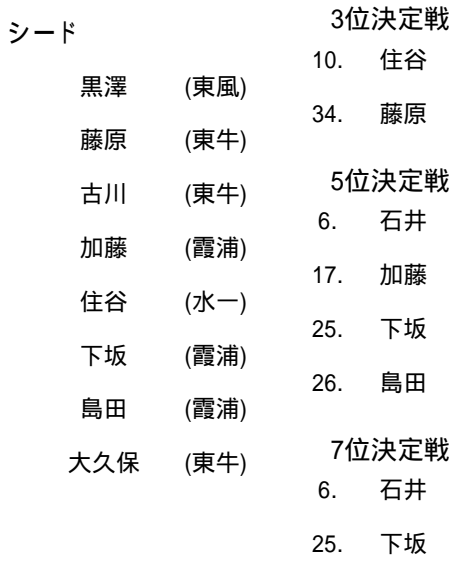 シード
黒澤 (東風)
藤原 (東牛)
古川 (東牛)
加藤 (霞浦)
住谷 (水一)
下坂 (霞浦)
島田 (霞浦)
大久保 (東牛)
3位決定戦
10. 住谷
34. 藤原
5位決定戦
6. 石井
17. 加藤
25. 下坂
26. 島田
7位決定戦
6. 石井
25. 下坂